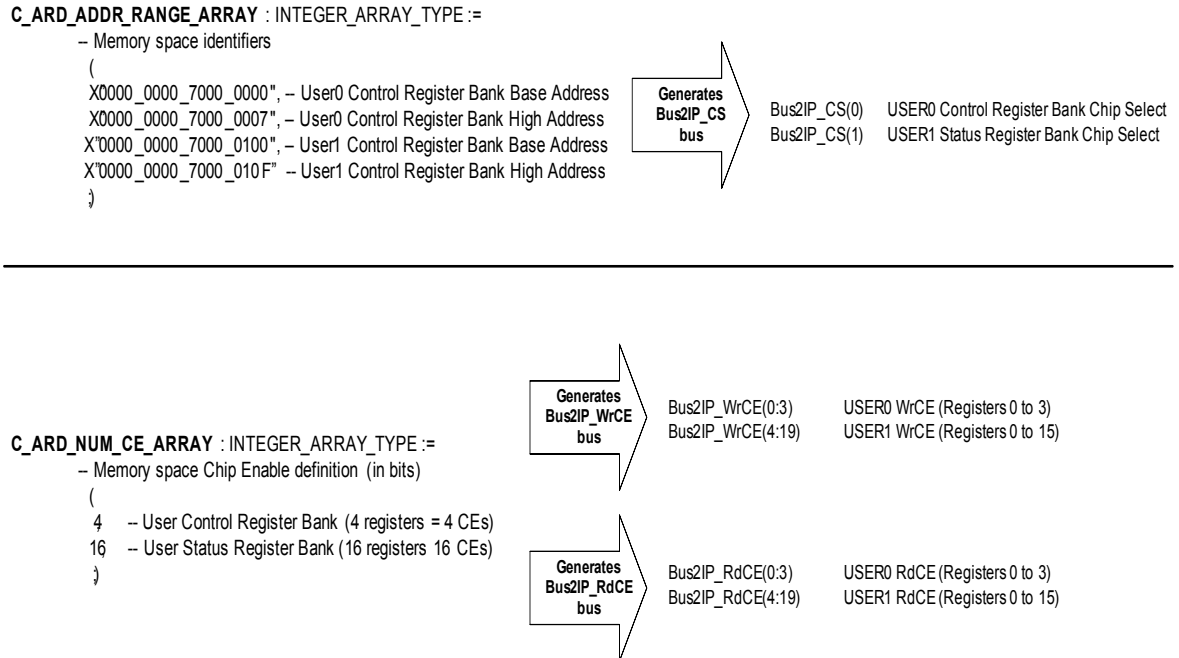 C_ARD_ADDR_RANGE_ARRAY : INTEGER_ARRAY_TYPE :=
-- Memory space identifiers
(
X"0000_0000_7000_0000", -- User0 Control Register Bank Base Address
X"0000_0000_7000_0007", -- User0 Control Register Bank High Address
X"0000_0000_7000_0100", -- User1 Control Register Bank Base Address
X"0000_0000_7000_010F" -- User1 Control Register Bank High Address
);
Generates
Bus2IP_CS
bus
Bus2IP_CS(0) USER0 Control Register Bank Chip Select
Bus2IP_CS(1) USER1 Status Register Bank Chip Select
C_ARD_NUM_CE_ARRAY : INTEGER_ARRAY_TYPE :=
-- Memory space Chip Enable definition (in bits)
(
4, -- User Control Register Bank (4 registers = 4 CEs)
16, -- User Status Register Bank (16 registers 16 CEs)
);
Generates
Bus2IP_WrCE
bus
Bus2IP_WrCE(0:3) USER0 WrCE (Registers 0 to 3)
Bus2IP_WrCE(4:19) USER1 WrCE (Registers 0 to 15)
Generates
Bus2IP_RdCE
bus
Bus2IP_RdCE(0:3) USER0 RdCE (Registers 0 to 3)
Bus2IP_RdCE(4:19) USER1 RdCE (Registers 0 to 15)